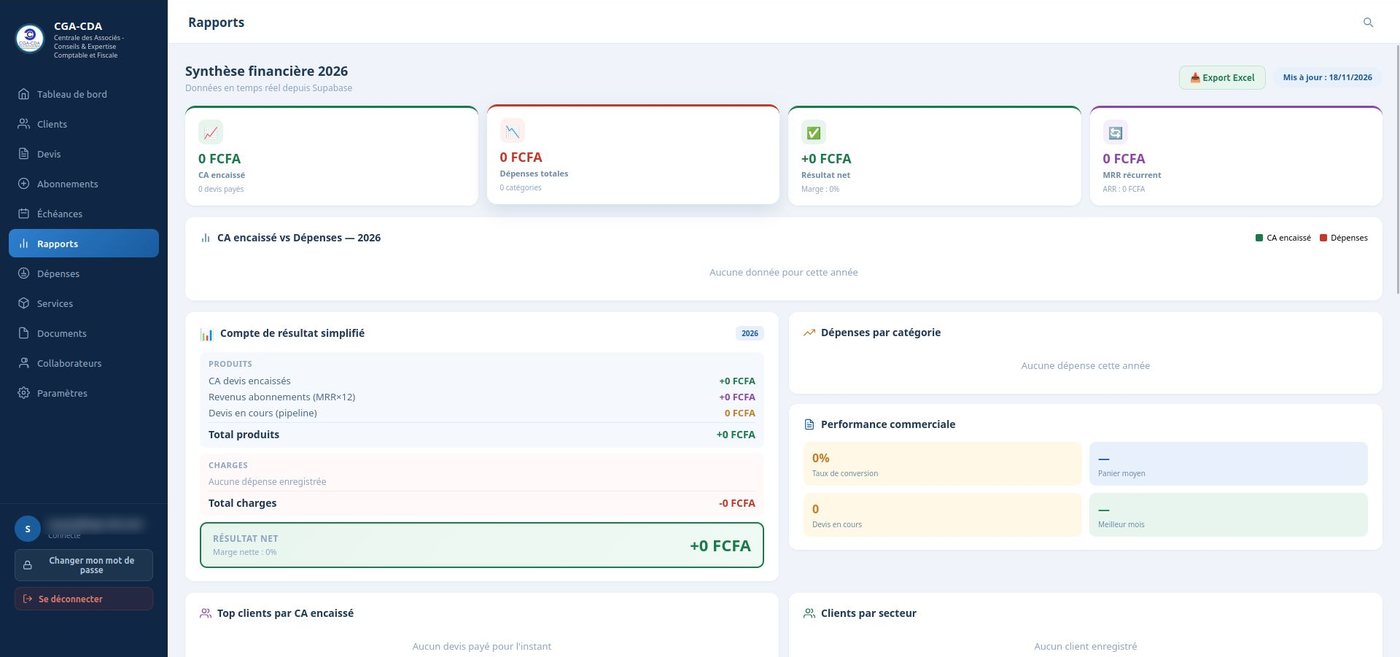 CGA-CDA
Centrale des Associés -
Conseils & Expertise
Comptable et Fiscale
Tableau de bord
Clients
Devis
Abonnements
Échéances
Rapports
Dépenses
Services
Documents
Collaborateurs
Paramètres
S
Connecté
Changer mon mot de
passe
Se déconnecter
Rapports
Synthèse financière 2026
Données en temps réel depuis Supabase
Export Excel
Mis à jour : 18/11/2026
0 FCFA
CA encaissé
0 devis payés
0 FCFA
Dépenses totales
0 catégories
+0 FCFA
Résultat net
Marge : 0%
0 FCFA
MRR récurrent
ARR : 0 FCFA
CA encaissé vs Dépenses — 2026
CA encaissé
Dépenses
Aucune donnée pour cette année
Compte de résultat simplifié
2026
PRODUITS
CA devis encaissés +0 FCFA
Revenus abonnements (MRR×12) +0 FCFA
Devis en cours (pipeline) 0 FCFA
Total produits +0 FCFA
CHARGES
Aucune dépense enregistrée
Total charges -0 FCFA
RÉSULTAT NET
Marge nette : 0%
+0 FCFA
Dépenses par catégorie
Aucune dépense cette année
Performance commerciale
0%
Taux de conversion
—
Panier moyen
0
Devis en cours
—
Meilleur mois
Top clients par CA encaissé
Aucun devis payé pour l'instant
Clients par secteur
Aucun client enregistré